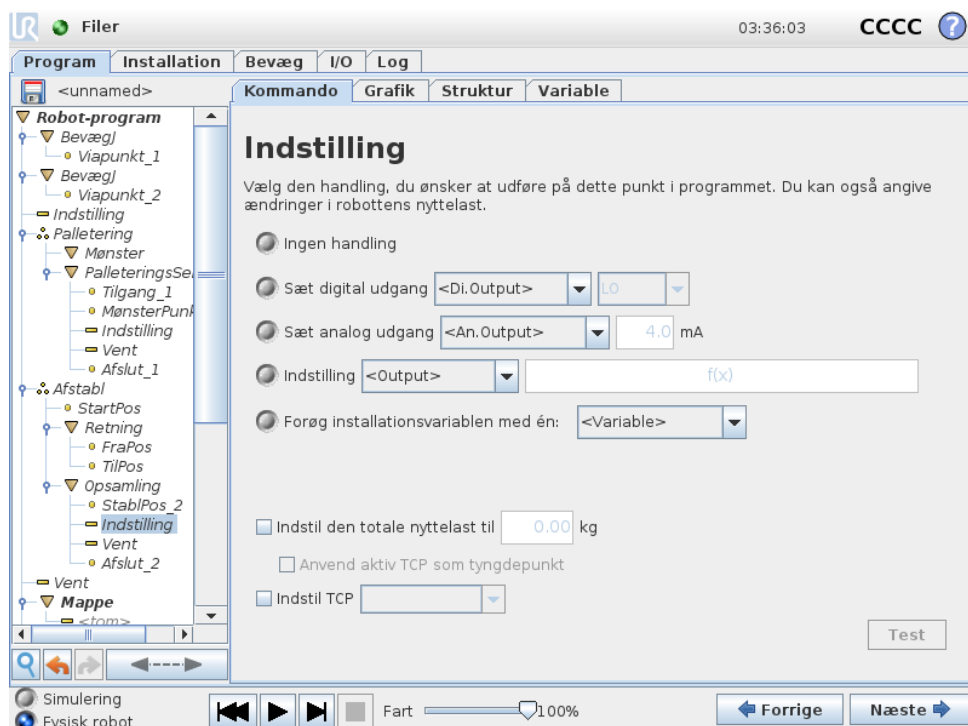 UR Filer 03:36:03 CCCC ?
Program Installation Bevæg I/O Log
<unnamed>
Kommando Grafik Struktur Variable
Robot-program
BevægJ
Viapunkt_1
BevægJ
Viapunkt_2
Indstilling
Palletering
Mønster
PalleteringsSe
Tilgang_1
MønsterPunk
Indstilling
Vent
Afslut_1
Afstabl
StartPos
Retning
FraPos
TilPos
Opsamling
StablPos_2
Indstilling
Vent
Afslut_2
Vent
Mappe
<tom>
Indstilling
Vælg den handling, du ønsker at udføre på dette punkt i programmet. Du kan også angive
ændringer i robottens nyttelast.
Ingen handling
Sæt digital udgang <Di.Output> LO
Sæt analog udgang <An.Output> 4.0 mA
Indstilling <Output> f(x)
Forøg installationsvariablen med én: <Variable>
Indstil den totale nyttelast til 0.00 kg
Anvend aktiv TCP som tyngdepunkt
Indstil TCP
Test
Simulering
Fysisk robot
Fart 100%
Forrige Næste